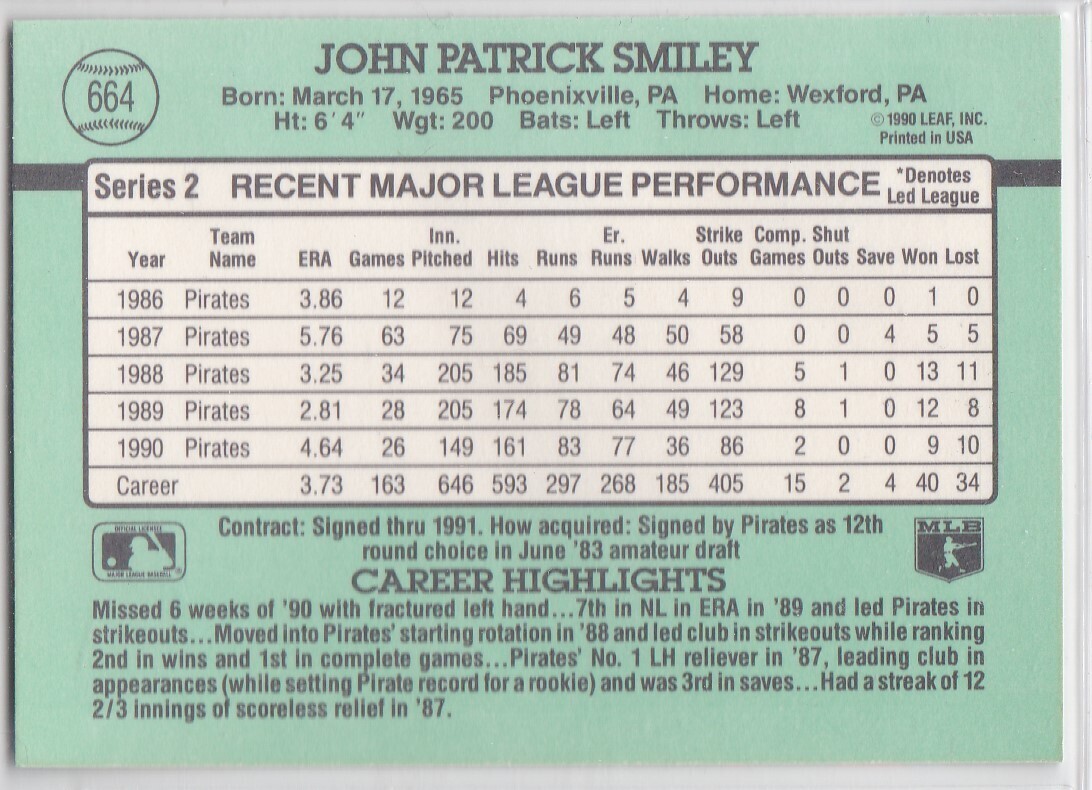 664
JOHN PATRICK SMILEY
Born: March 17, 1965 Phoenixville, PA Home: Wexford, PA
Ht: 6'4" Wgt: 200 Bats: Left Throws: Left
©1990 LEAF, INC.
Printed in USA
Series 2 RECENT MAJOR LEAGUE PERFORMANCE *Denotes
Led League
Team Inn. Er. Strike Comp. Shut
Year Name ERA Games Pitched Hits Runs Runs Walks Outs Games Outs Save Won Lost
1986 Pirates 3.86 12 12 4 6 5 4 9 0 0 0 1 0
1987 Pirates 5.76 63 75 69 49 48 50 58 0 0 4 5 5
1988 Pirates 3.25 34 205 185 81 74 46 129 5 1 0 13 11
1989 Pirates 2.81 28 205 174 78 64 49 123 8 1 0 12 8
1990 Pirates 4.64 26 149 161 83 77 36 86 2 0 0 9 10
Career 3.73 163 646 593 297 268 185 405 15 2 4 40 34
OFFICIAL LICENSEE
MAJOR LEAGUE BASEBALL
®
Contract: Signed thru 1991. How acquired: Signed by Pirates as 12th
round choice in June '83 amateur draft
MLB
CAREER HIGHLIGHTS
Missed 6 weeks of '90 with fractured left hand...7th in NL in ERA in '89 and led Pirates in
strikeouts...Moved into Pirates' starting rotation in '88 and led club in strikeouts while ranking
2nd in wins and 1st in complete games...Pirates' No. 1 LH reliever in '87, leading club in
appearances (while setting Pirate record for a rookie) and was 3rd in saves...Had a streak of 12
2/3 innings of scoreless relief in '87.